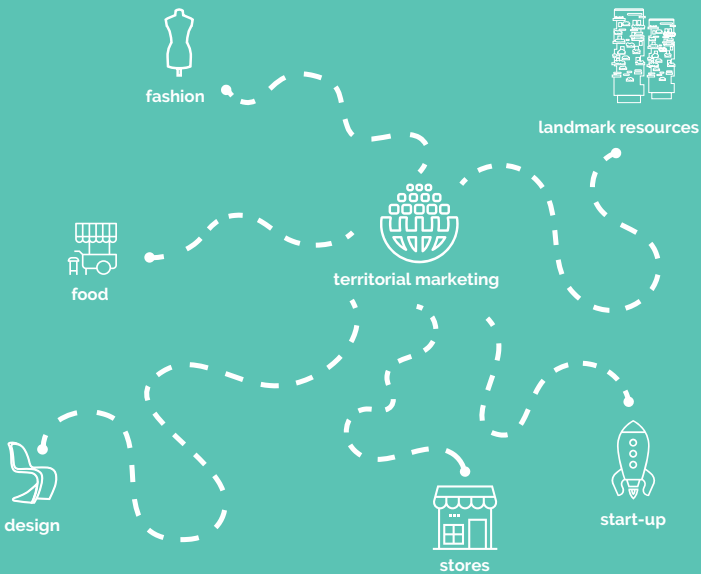 fashion
landmark resources
territorial marketing
food
design
start-up
stores